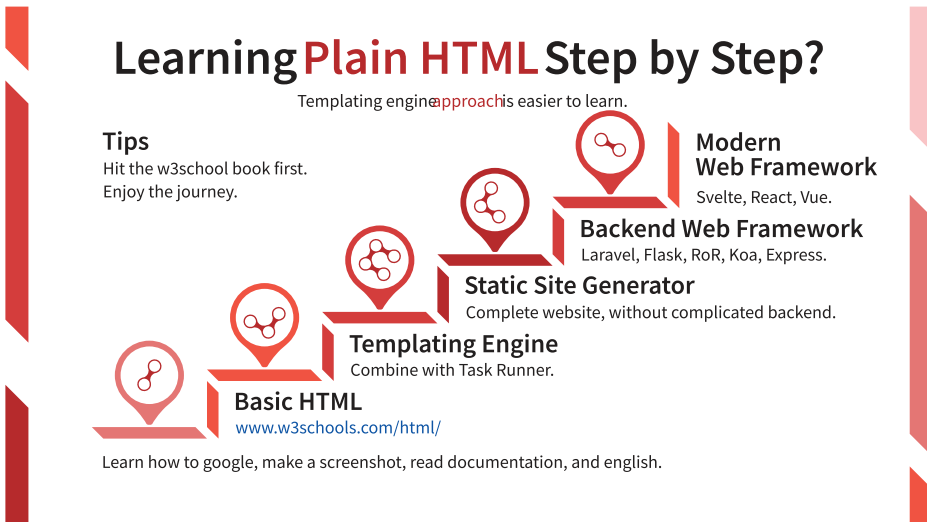 Learning Plain HTML Step by Step?
Templating engine approach is easier to learn.
Tips
Hit the w3school book first.
Enjoy the journey.
Modern
Web Framework
Svelte, React, Vue.
Backend Web Framework
Laravel, Flask, RoR, Koa, Express.
Static Site Generator
Complete website, without complicated backend.
Templating Engine
Combine with Task Runner.
Basic HTML
www.w3schools.com/html/
Learn how to google, make a screenshot, read documentation, and english.